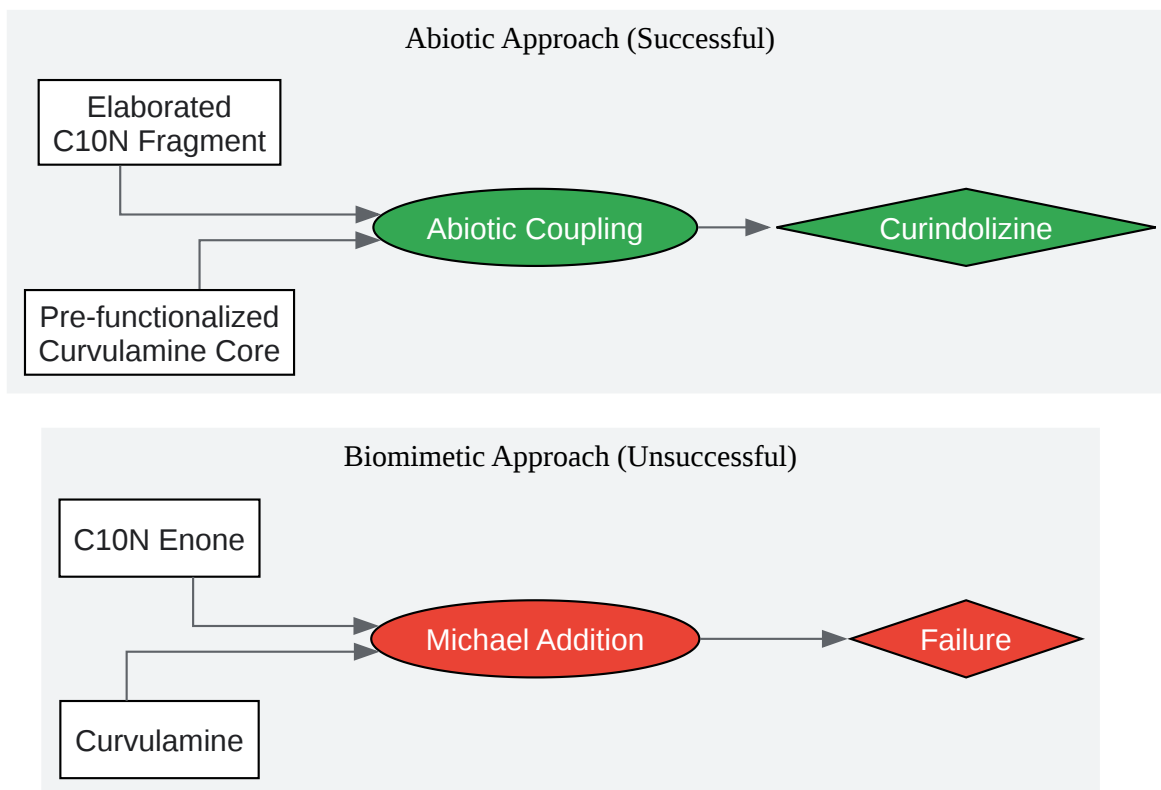 Abiotic Approach (Successful)
Elaborated
C10N Fragment
Abiotic Coupling
Curindolizine
Pre-functionalized
Curvulamine Core
Biomimetic Approach (Unsuccessful)
C10N Enone
Michael Addition
Failure
Curvulamine